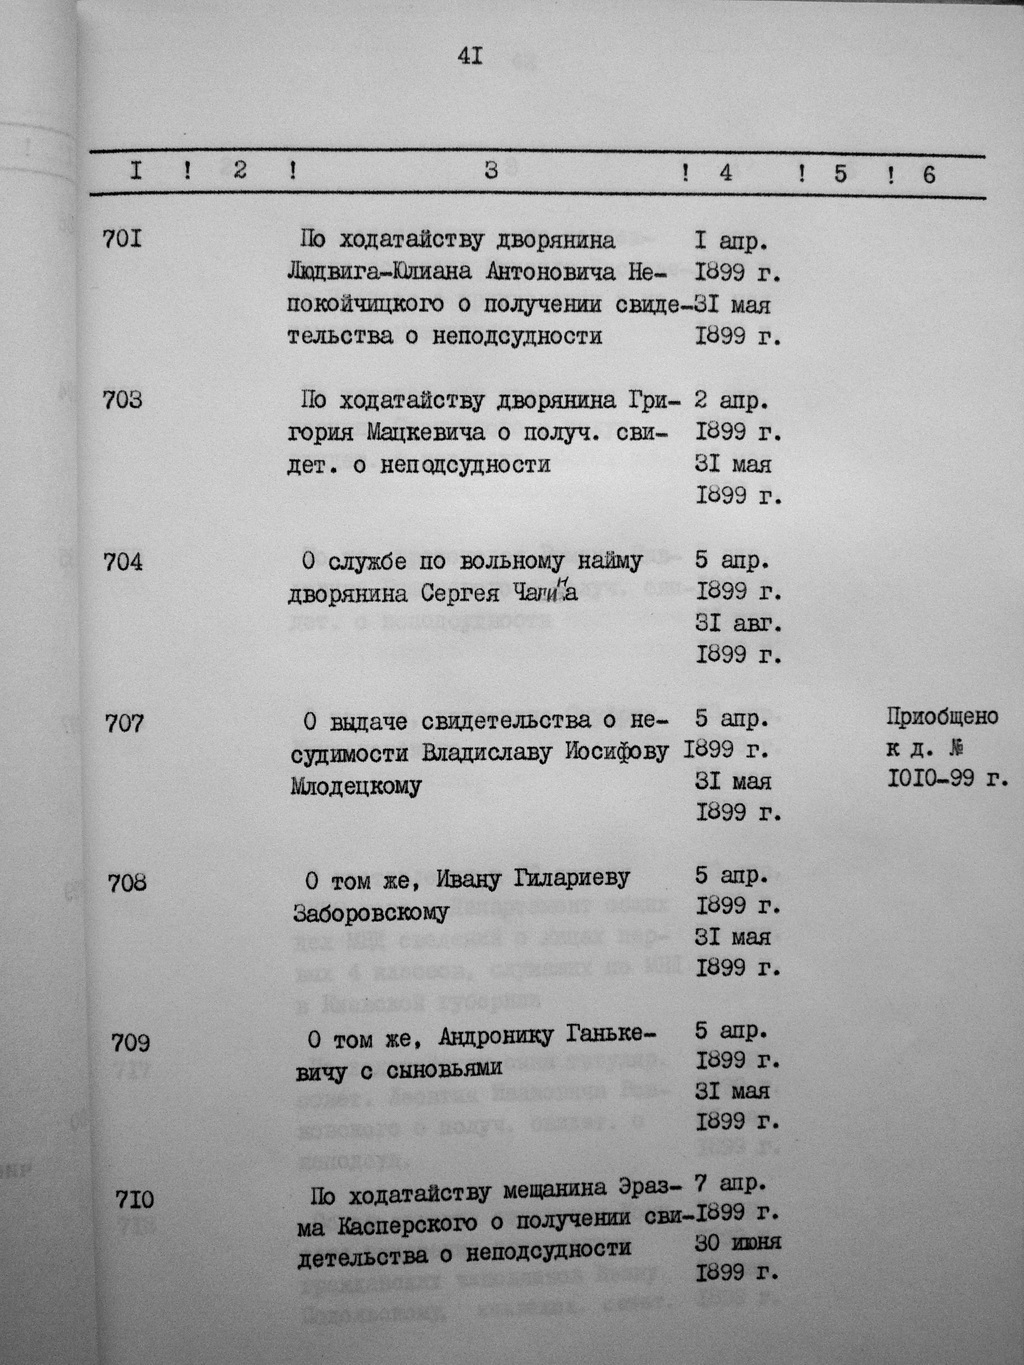 41
I ! 2 ! 3 ! 4 ! 5 ! 6
701 По ходатайству дворянина I апр.
Людвига-Юлиана Антоновича Не- I899 г.
покойчицкого о получении свиде-3I мая
тельства о неподсудности I899 г.
703 По ходатайству дворянина Гри- 2 апр.
гория Мацкевича о получ. сви- I899 г.
дет. о неподсудности 3I мая
I899 г.
704 О службе по вольному найму 5 апр.
дворянина Сергея Чагина I899 г.
3I авг.
I899 г.
707 О выдаче свидетельства о не- 5 апр. Приобщено
судимости Владиславу Иосифову I899 г. к д. №
Млодецкому 3I мая I0I0-99 г.
I899 г.
708 О том же, Ивану Гилариеву 5 апр.
Заборовскому I899 г.
3I мая
I899 г.
709 О том же, Андронику Ганьке- 5 апр.
вичу с сыновьями I899 г.
3I мая
I899 г.
7I0 По ходатайству мещанина Эраз- 7 апр.
ма Касперского о получении сви-I899 г.
детельства о неподсудности 30 июня
I899 г.